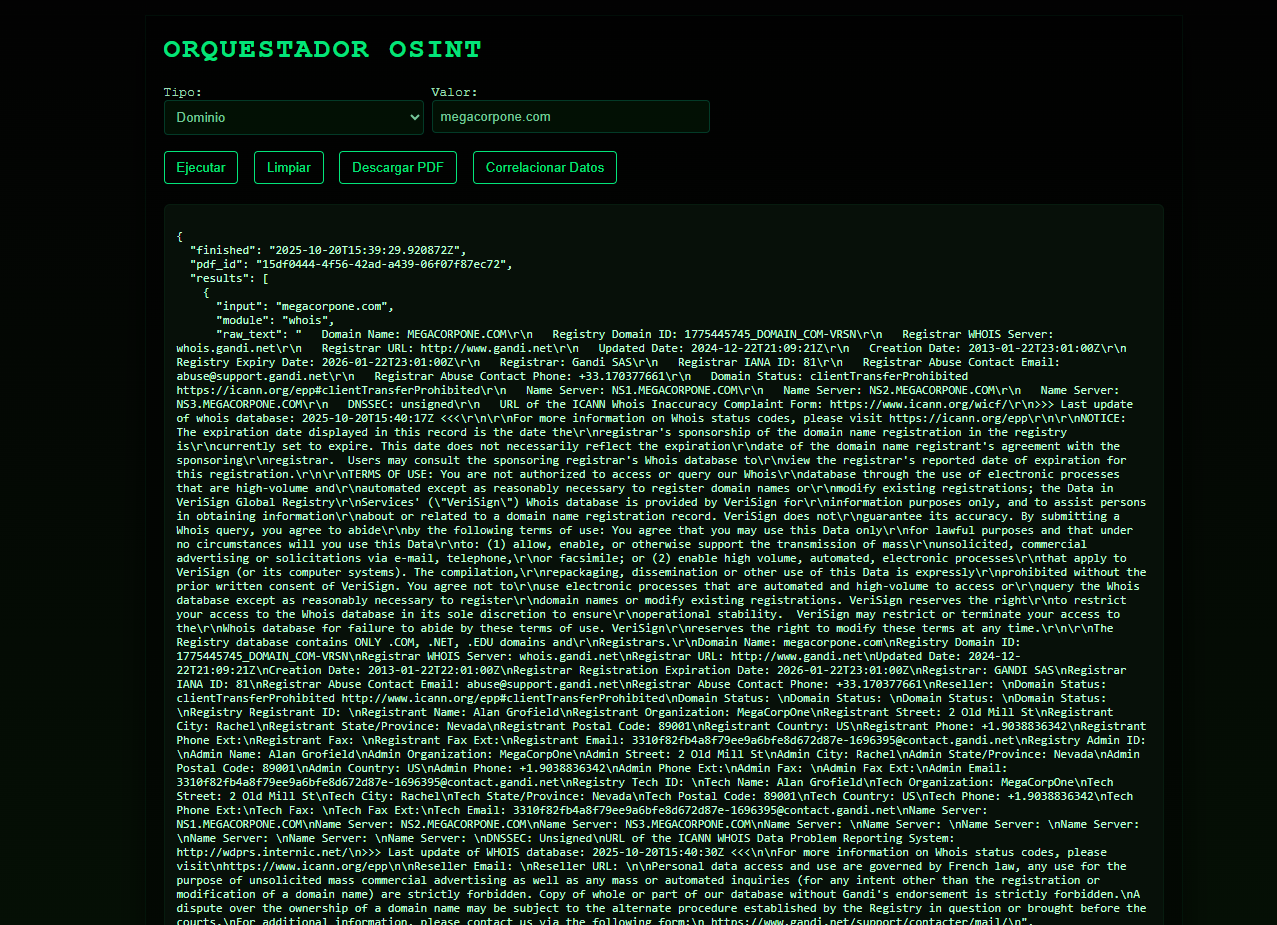 ORQUESTADOR OSINT
Tipo:
Valor:
Dominio
megacorpone.com
Ejecutar
Limpiar
Descargar PDF
Correlacionar Datos
{
"finished": "2025-10-20T15:39:29.920872Z",
"pdf_id": "15df0444-4f56-42ad-a439-06f07f87ec72",
"results": [
{
"input": "megacorpone.com",
"module": "whois",
"raw_text": "   Domain Name: MEGACORPONE.COM\r\n   Registry Domain ID: 1775445745_DOMAIN_COM-VRSN\r\n   Registrar WHOIS Server:
whois.gandi.net\r\n   Registrar URL: http://www.gandi.net\r\n   Updated Date: 2024-12-22T21:09:21Z\r\n   Creation Date: 2013-01-22T23:01:00Z\r\n
Registry Expiry Date: 2026-01-22T23:01:00Z\r\n   Registrar: Gandi SAS\r\n   Registrar IANA ID: 81\r\n   Registrar Abuse Contact Email:
abuse@support.gandi.net\r\n   Registrar Abuse Contact Phone: +33.170377661\r\n   Domain Status: clientTransferProhibited
https://icann.org/epp#clientTransferProhibited\r\n   Name Server: NS1.MEGACORPONE.COM\r\n   Name Server: NS2.MEGACORPONE.COM\r\n   Name Server:
NS3.MEGACORPONE.COM\r\n   DNSSEC: unsigned\r\n   URL of the ICANN Whois Inaccuracy Complaint Form: https://www.icann.org/wicf/\r\n>>> Last update
of whois database: 2025-10-20T15:40:17Z <<<\r\n\r\nFor more information on Whois status codes, please visit https://icann.org/epp\r\n\r\nNOTICE:
The expiration date displayed in this record is the date the\r\nregistrar's sponsorship of the domain name registration in the registry
is\r\ncurrently set to expire. This date does not necessarily reflect the expiration\r\ndate of the domain name registrant's agreement with the
sponsoring\r\nregistrar.  Users may consult the sponsoring registrar's Whois database to\r\nview the registrar's reported date of expiration for
this registration.\r\n\r\nTERMS OF USE: You are not authorized to access or query our Whois\r\ndatabase through the use of electronic processes
that are high-volume and\r\nautomated except as reasonably necessary to register domain names or\r\nmodify existing registrations; the Data in
VeriSign Global Registry\r\nServices' (\"VeriSign\") Whois database is provided by VeriSign for\r\ninformation purposes only, and to assist persons
in obtaining information\r\nabout or related to a domain name registration record. VeriSign does not\r\nguarantee its accuracy. By submitting a
Whois query, you agree to abide\r\nby the following terms of use: You agree that you may use this Data only\r\nfor lawful purposes and that under
no circumstances will you use this Data\r\nto: (1) allow, enable, or otherwise support the transmission of mass\r\nunsolicited, commercial
advertising or solicitations via e-mail, telephone,\r\nor facsimile; or (2) enable high volume, automated, electronic processes\r\nthat apply to
VeriSign (or its computer systems). The compilation,\r\nrepackaging, dissemination or other use of this Data is expressly\r\nprohibited without the
prior written consent of VeriSign. You agree not to\r\nuse electronic processes that are automated and high-volume to access or\r\nquery the Whois
database except as reasonably necessary to register\r\ndomain names or modify existing registrations. VeriSign reserves the right\r\nto restrict
your access to the Whois database in its sole discretion to ensure\r\noperational stability.  VeriSign may restrict or terminate your access to
the\r\nWhois database for failure to abide by these terms of use. VeriSign\r\nreserves the right to modify these terms at any time.\r\n\r\nThe
Registry database contains ONLY .COM, .NET, .EDU domains and\r\nRegistrars.\r\nDomain Name: megacorpone.com\nRegistry Domain ID:
1775445745_DOMAIN_COM-VRSN\nRegistrar WHOIS Server: whois.gandi.net\nRegistrar URL: http://www.gandi.net\nUpdated Date: 2024-12-
22T21:09:21Z\nCreation Date: 2013-01-22T22:01:00Z\nRegistrar Registration Expiration Date: 2026-01-22T23:01:00Z\nRegistrar: GANDI SAS\nRegistrar
IANA ID: 81\nRegistrar Abuse Contact Email: abuse@support.gandi.net\nRegistrar Abuse Contact Phone: +33.170377661\nReseller: \nDomain Status:
clientTransferProhibited http://www.icann.org/epp#clientTransferProhibited\nDomain Status: \nDomain Status: \nDomain Status: \nDomain Status:
\nRegistry Registrant ID: \nRegistrant Name: Alan Grofield\nRegistrant Organization: MegaCorpOne\nRegistrant Street: 2 Old Mill St\nRegistrant
City: Rachel\nRegistrant State/Province: Nevada\nRegistrant Postal Code: 89001\nRegistrant Country: US\nRegistrant Phone: +1.9038836342\nRegistrant
Phone Ext:\nRegistrant Fax: \nRegistrant Fax Ext:\nRegistrant Email: 3310f82fb4a8f79ee9a6bfe8d672d87e-1696395@contact.gandi.net\nRegistry Admin ID:
\nAdmin Name: Alan Grofield\nAdmin Organization: MegaCorpOne\nAdmin Street: 2 Old Mill St\nAdmin City: Rachel\nAdmin State/Province: Nevada\nAdmin
Postal Code: 89001\nAdmin Country: US\nAdmin Phone: +1.9038836342\nAdmin Phone Ext:\nAdmin Fax: \nAdmin Fax Ext:\nAdmin Email:
3310f82fb4a8f79ee9a6bfe8d672d87e-1696395@contact.gandi.net\nRegistry Tech ID: \nTech Name: Alan Grofield\nTech Organization: MegaCorpOne\nTech
Street: 2 Old Mill St\nTech City: Rachel\nTech State/Province: Nevada\nTech Postal Code: 89001\nTech Country: US\nTech Phone: +1.9038836342\nTech
Phone Ext:\nTech Fax: \nTech Fax Ext:\nTech Email: 3310f82fb4a8f79ee9a6bfe8d672d87e-1696395@contact.gandi.net\nName Server:
NS1.MEGACORPONE.COM\nName Server: NS2.MEGACORPONE.COM\nName Server: NS3.MEGACORPONE.COM\nName Server: \nName Server: \nName Server: \nName Server:
\nName Server: \nName Server: \nName Server: \nDNSSEC: Unsigned\nURL of the ICANN WHOIS Data Problem Reporting System:
http://wdprs.internic.net/\n>>> Last update of WHOIS database: 2025-10-20T15:40:30Z <<<\n\nFor more information on Whois status codes, please
visit\nhttps://www.icann.org/epp\n\nReseller Email: \nReseller URL: \n\nPersonal data access and use are governed by French law, any use for the
purpose of unsolicited mass commercial advertising as well as any mass or automated inquiries (for any intent other than the registration or
modification of a domain name) are strictly forbidden. Copy of whole or part of our database without Gandi's endorsement is strictly forbidden.\nA
dispute over the ownership of a domain name may be subject to the alternate procedure established by the Registry in question or brought before the
courts.\nFor additional information, please contact us via the following form:\n https://www.gandi.net/support/contacter/mail/\n",